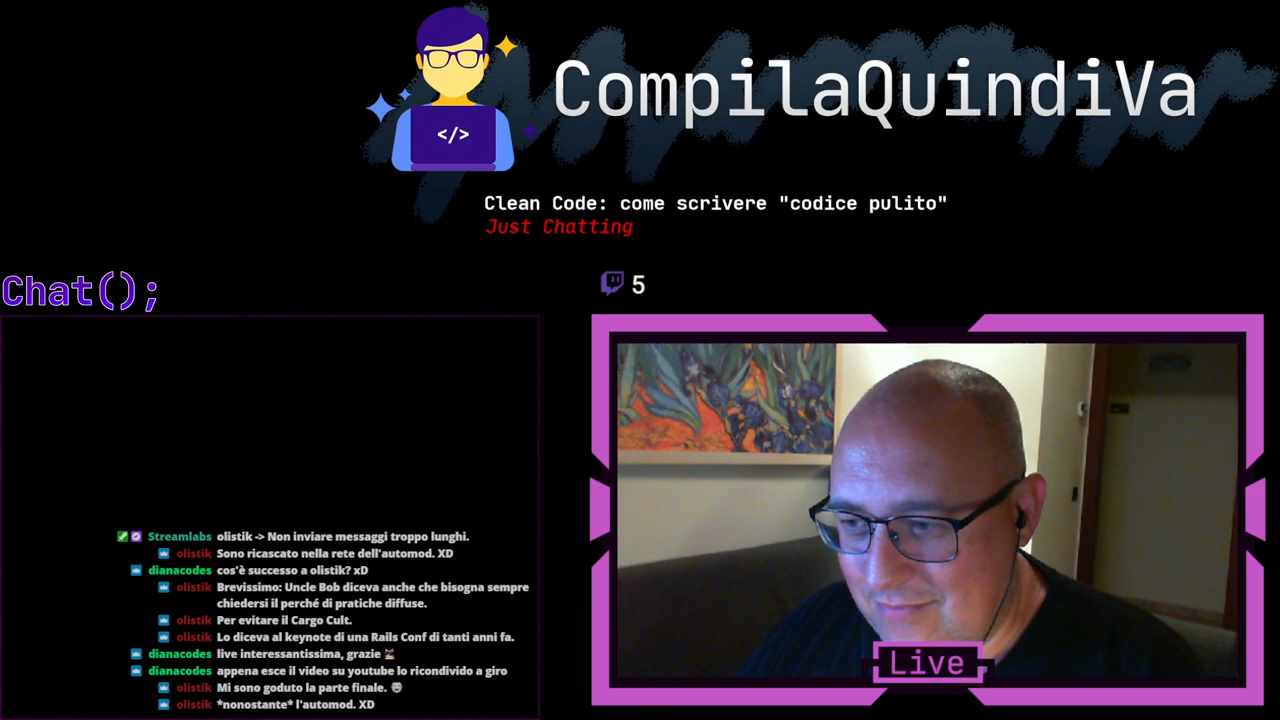 </>
CompilaQuindiVa
Clean Code: come scrivere "codice pulito"
Just Chatting
Chat();
5
Streamlabs olistik -> Non inviare messaggi troppo lunghi.
olistik Sono ricascato nella rete dell'automod. XD
dianacodes cos'è successo a olistik? xD
olistik Brevissimo: Uncle Bob diceva anche che bisogna sempre
chiedersi il perché di pratiche diffuse.
olistik Per evitare il Cargo Cult.
olistik Lo diceva al keynote di una Rails Conf di tanti anni fa.
dianacodes live interessantissima, grazie
dianacodes appena esce il video su youtube lo ricondivido a giro
olistik Mi sono goduto la parte finale.
olistik *nonostante* l'automod. XD
Live